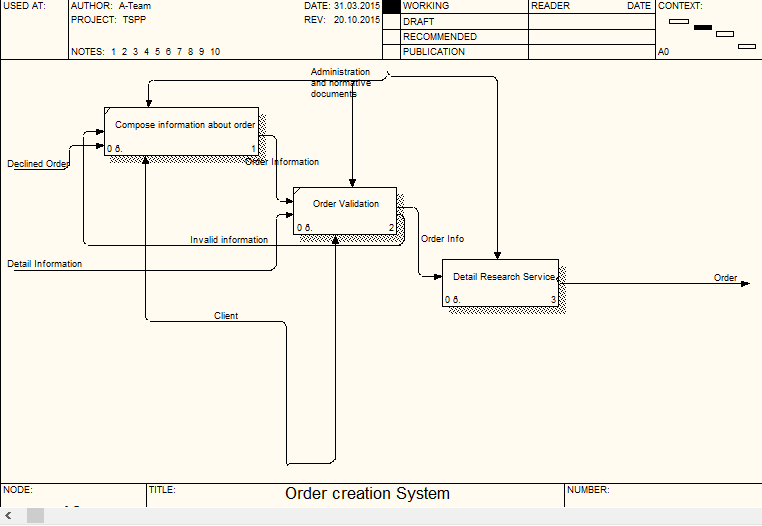 USED AT:
AUTHOR: A-Team
DATE: 31.03.2015
WORKING
READER
DATE
CONTEXT:
PROJECT: TSPP
REV: 20.10.2015
DRAFT
RECOMMENDED
NOTES: 1 2 3 4 5 6 7 8 9 10
PUBLICATION
A0
Administration
and normative
documents
Compose information about order
0 ð.
1
Declined Order
Order Information
Order Validation
0 ð.
2
Invalid information
Order Info
Detail Information
Detail Research Service
0 ð.
3
Order
Client
NODE:
TITLE:
Order creation System
NUMBER: